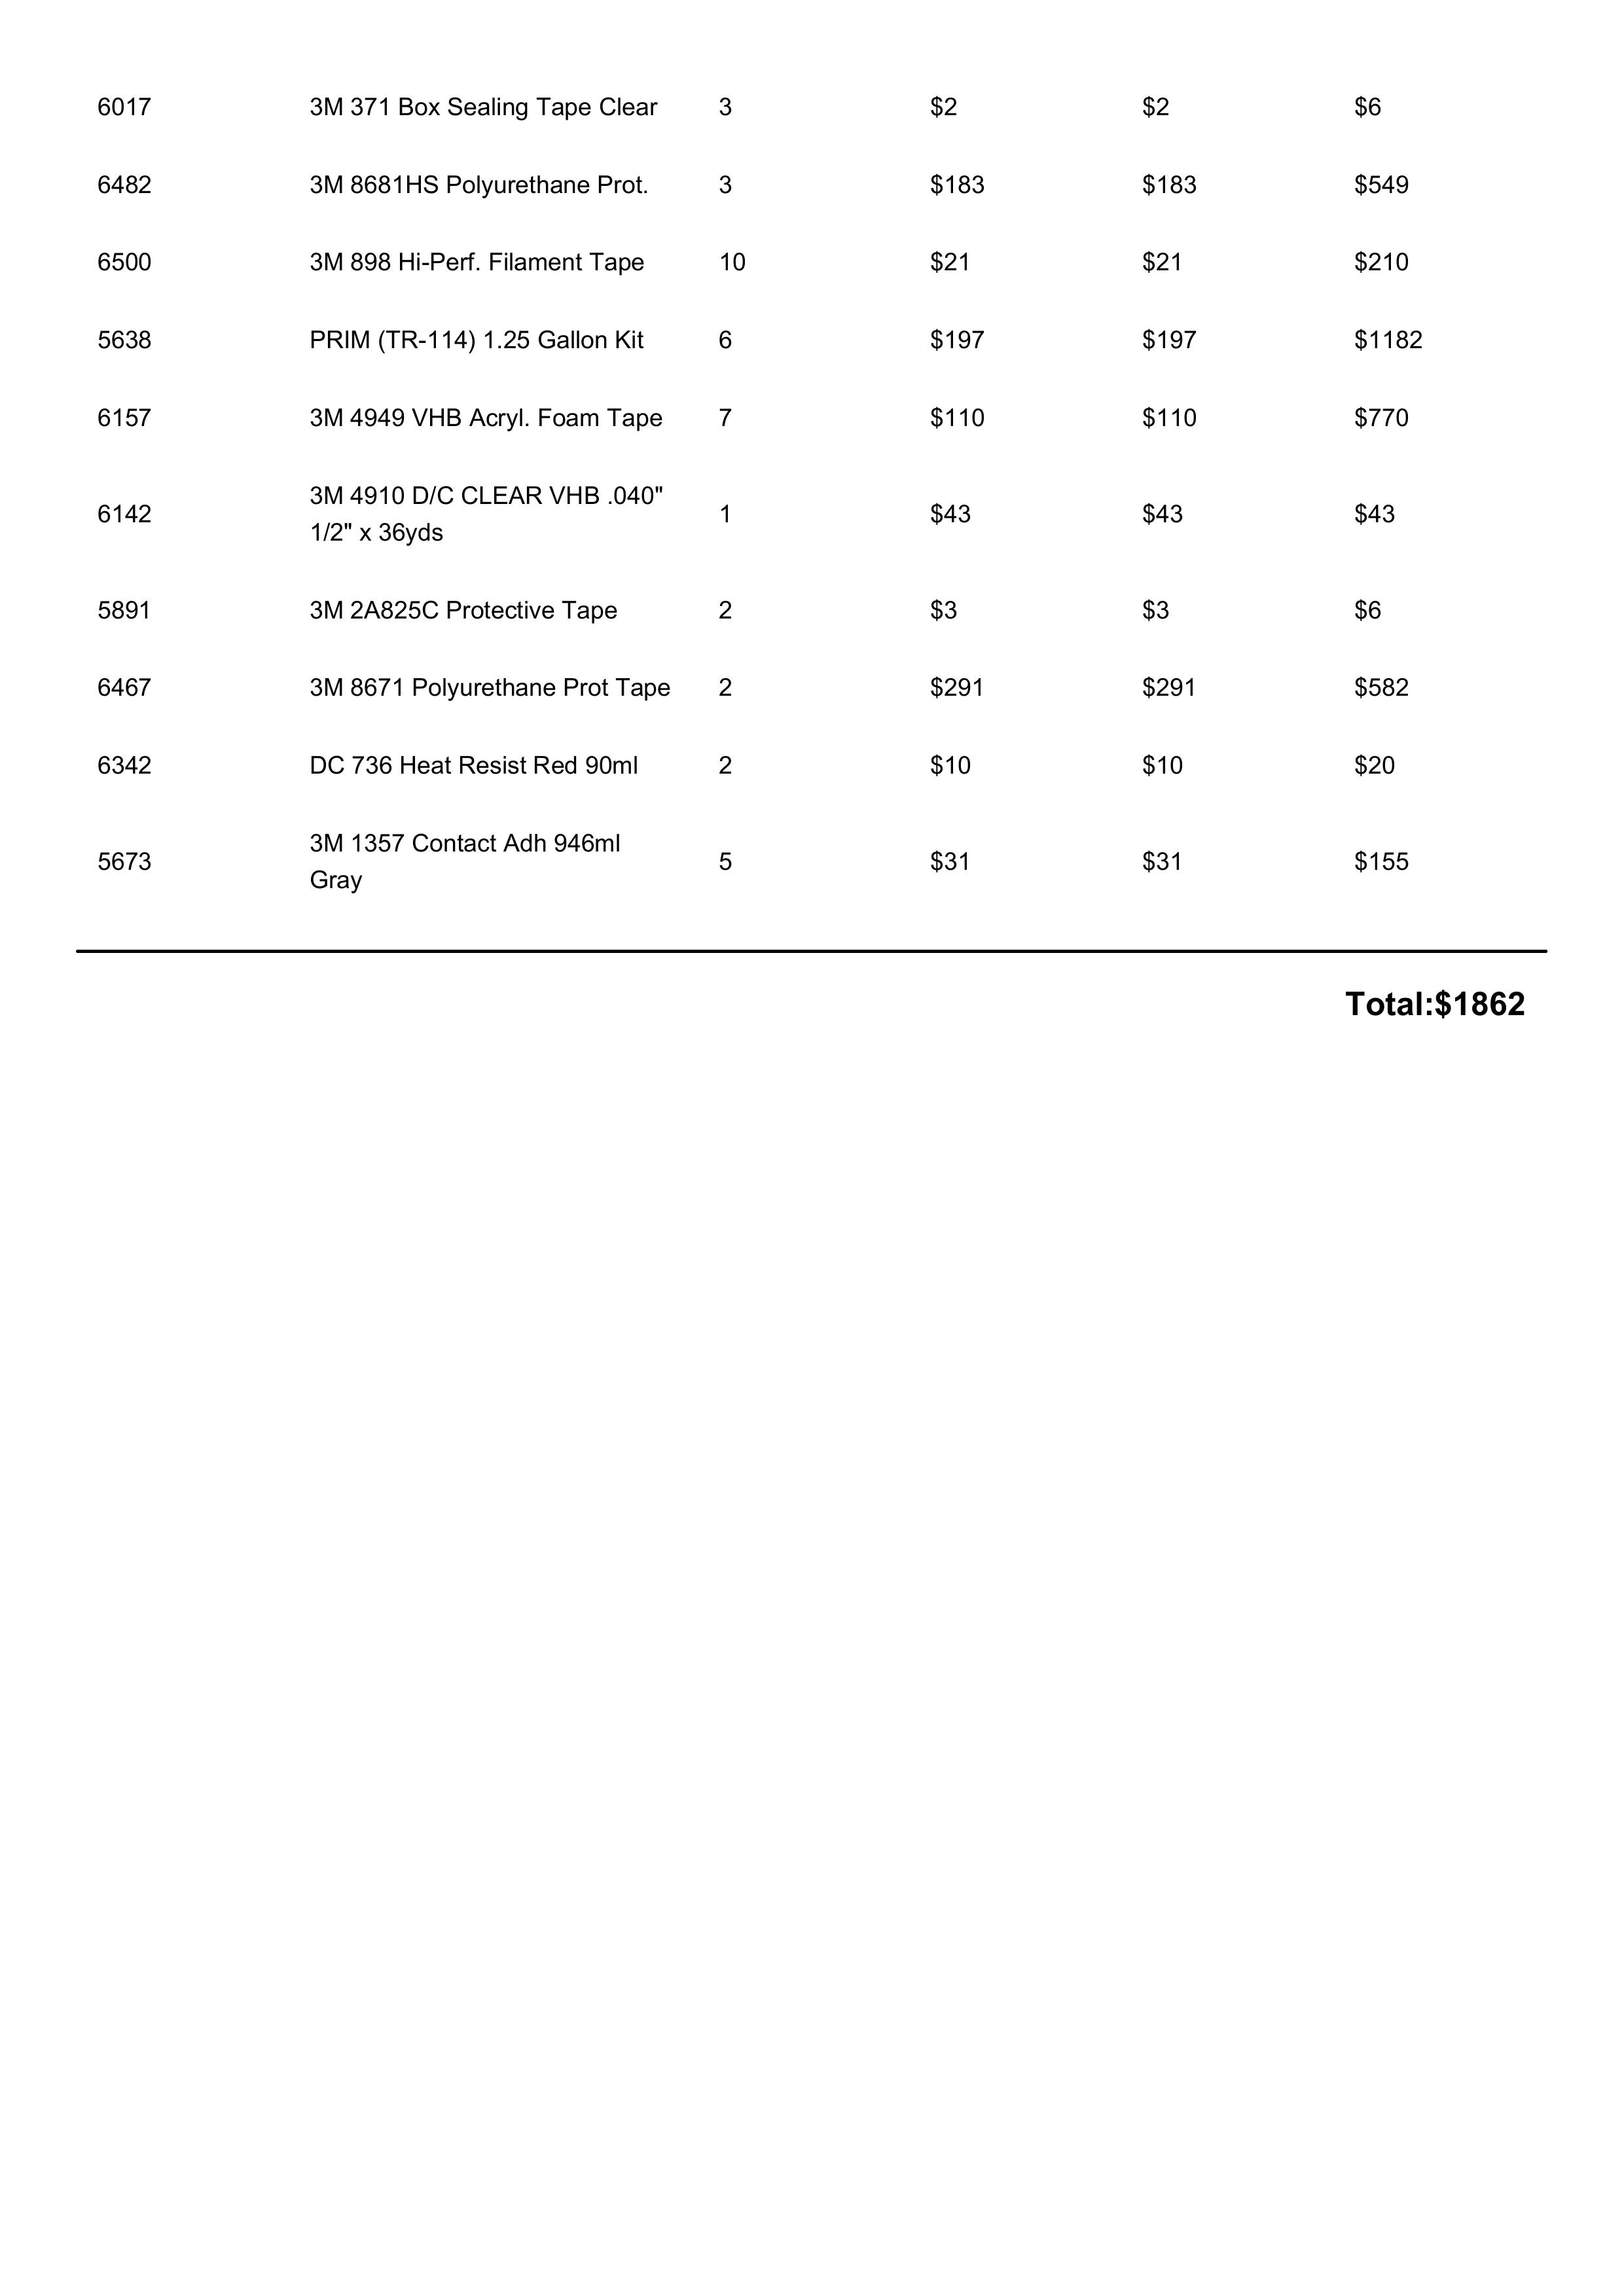 6017 3M 371 Box Sealing Tape Clear 3 $2 $2 $6
6482 3M 8681HS Polyurethane Prot. 3 $183 $183 $549
6500 3M 898 Hi-Perf. Filament Tape 10 $21 $21 $210
5638 PRIM (TR-114) 1.25 Gallon Kit 6 $197 $197 $1182
6157 3M 4949 VHB Acryl. Foam Tape 7 $110 $110 $770
6142 3M 4910 D/C CLEAR VHB .040" 1 $43 $43 $43
1/2" x 36yds
5891 3M 2A825C Protective Tape 2 $3 $3 $6
6467 3M 8671 Polyurethane Prot Tape 2 $291 $291 $582
6342 DC 736 Heat Resist Red 90ml 2 $10 $10 $20
5673 3M 1357 Contact Adh 946ml 5 $31 $31 $155
Gray
Total:$1862